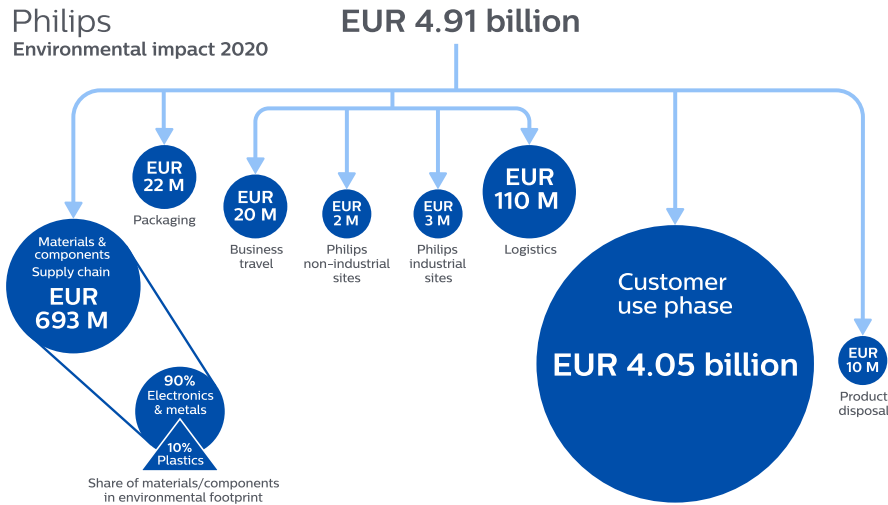 Philips
Environmental impact 2020
EUR 4.91 billion
Materials &
components
Supply chain
EUR
693 M
EUR
22 M
Packaging
EUR
20 M
Business
travel
EUR
2 M
Philips
non-industrial
sites
EUR
3 M
Philips
industrial
sites
EUR
110 M
Logistics
Customer
use phase
EUR 4.05 billion
EUR
10 M
Product
disposal
90%
Electronics
& metals
10%
Plastics
Share of materials/components
in environmental footprint